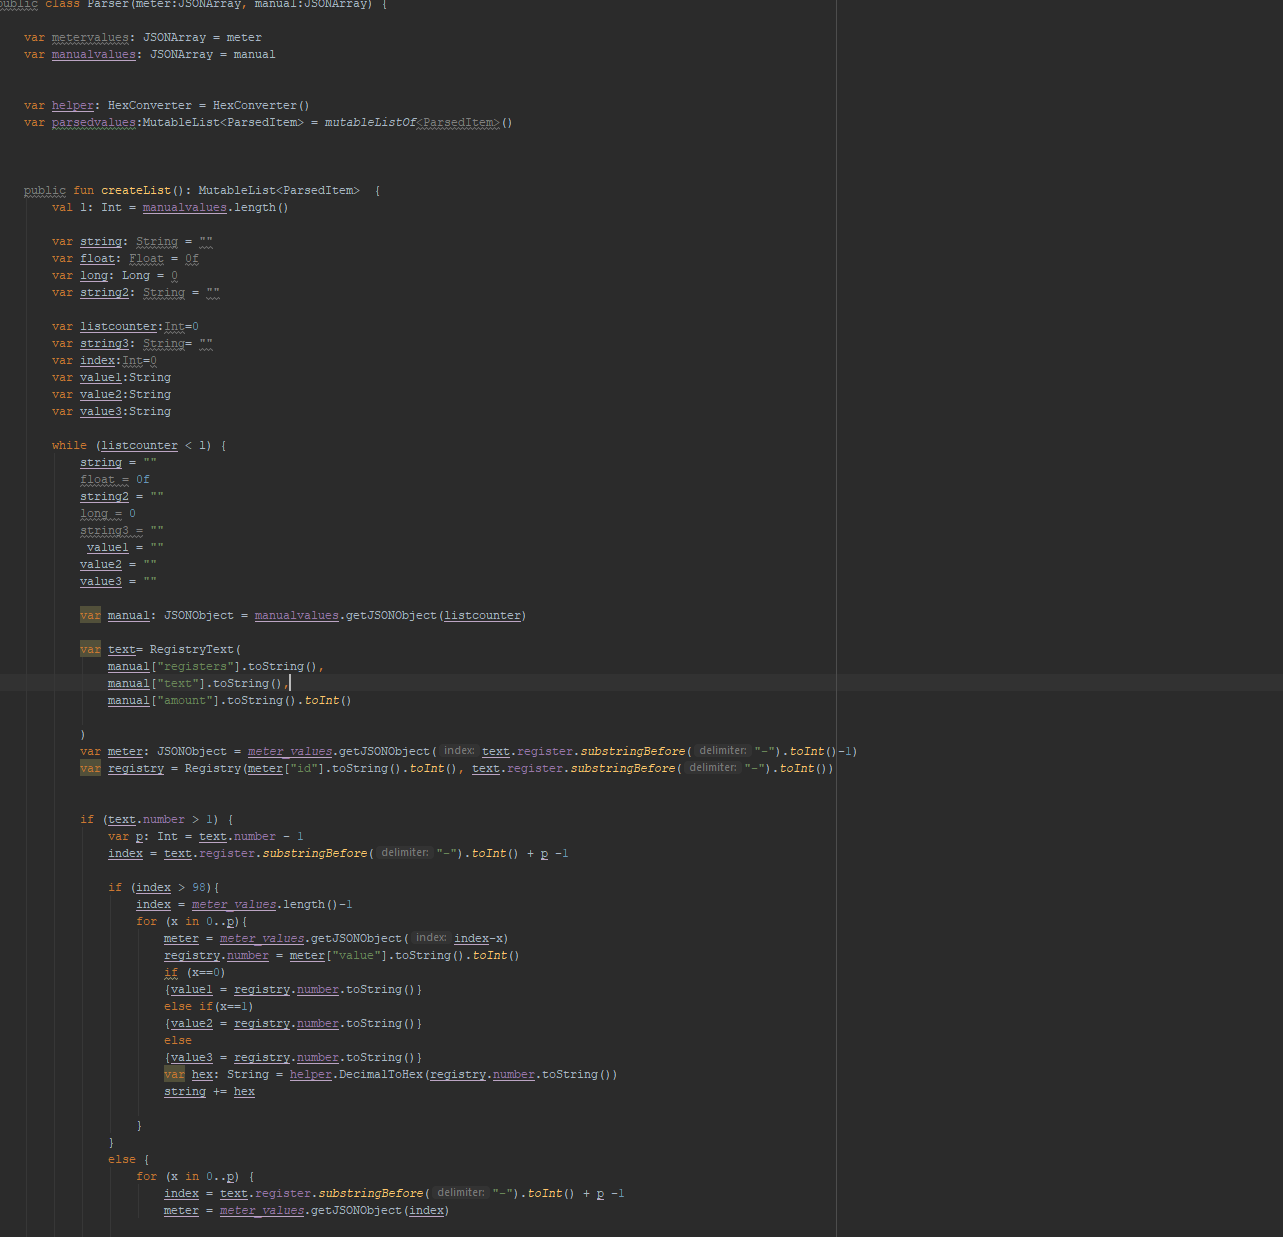 public class Parser(meter:JSONArray, manual:JSONArray) {
var metervalues: JSONArray = meter
var manualvalues: JSONArray = manual
var helper: HexConverter = HexConverter()
var parsedvalues:MutableList<ParsedItem> = mutableListOf<ParsedItem>()
public fun createList(): MutableList<ParsedItem>  {
val l: Int = manualvalues.length()
var string: String = ""
var float: Float = 0f
var long: Long = 0
var string2: String = ""
var listcounter:Int=0
var string3: String= ""
var index:Int=0
var value1:String
var value2:String
var value3:String
while (listcounter < l) {
string = ""
float = 0f
string2 = ""
long = 0
string3 = ""
value1 = ""
value2 = ""
value3 = ""
var manual: JSONObject = manualvalues.getJSONObject(listcounter)
var text= RegistryText(
manual["registers"].toString(),
manual["text"].toString(),
manual["amount"].toString().toInt()
)
var meter: JSONObject = meter_values.getJSONObject( index: text.register.substringBefore( delimiter: "-").toInt()-1)
var registry = Registry(meter["id"].toString().toInt(), text.register.substringBefore( delimiter: "-").toInt())
if (text.number > 1) {
var p: Int = text.number - 1
index = text.register.substringBefore( delimiter: "-").toInt() + p -1
if (index > 98){
index = meter_values.length()-1
for (x in 0..p){
meter = meter_values.getJSONObject( index: index-x)
registry.number = meter["value"].toString().toInt()
if (x==0)
{value1 = registry.number.toString()}
else if(x==1)
{value2 = registry.number.toString()}
else
{value3 = registry.number.toString()}
var hex: String = helper.DecimalToHex(registry.number.toString())
string += hex
}
}
else {
for (x in 0..p) {
index = text.register.substringBefore( delimiter: "-").toInt() + p -1
meter = meter_values.getJSONObject(index)